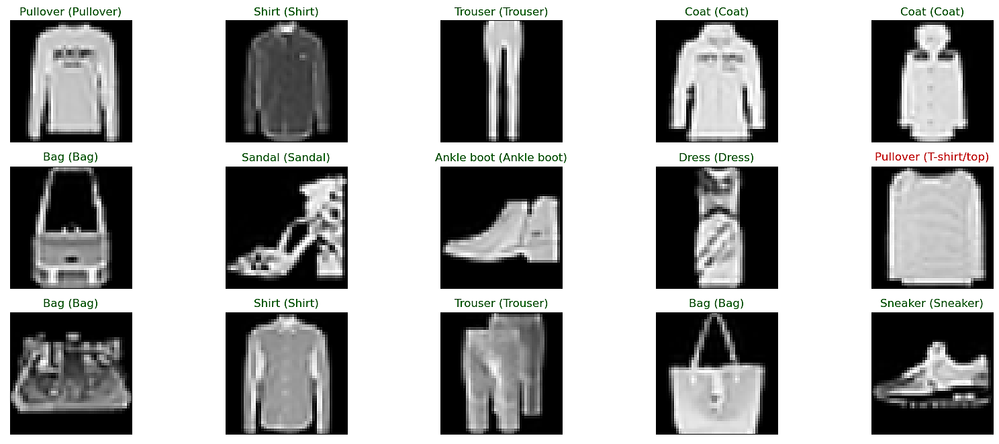 Pullover (Pullover)
Shirt (Shirt)
Trouser (Trouser)
Coat (Coat)
Coat (Coat)
Bag (Bag)
Sandal (Sandal)
Ankle boot (Ankle boot)
Dress (Dress)
Pullover (T-shirt/top)
Bag (Bag)
Shirt (Shirt)
Trouser (Trouser)
Bag (Bag)
Sneaker (Sneaker)